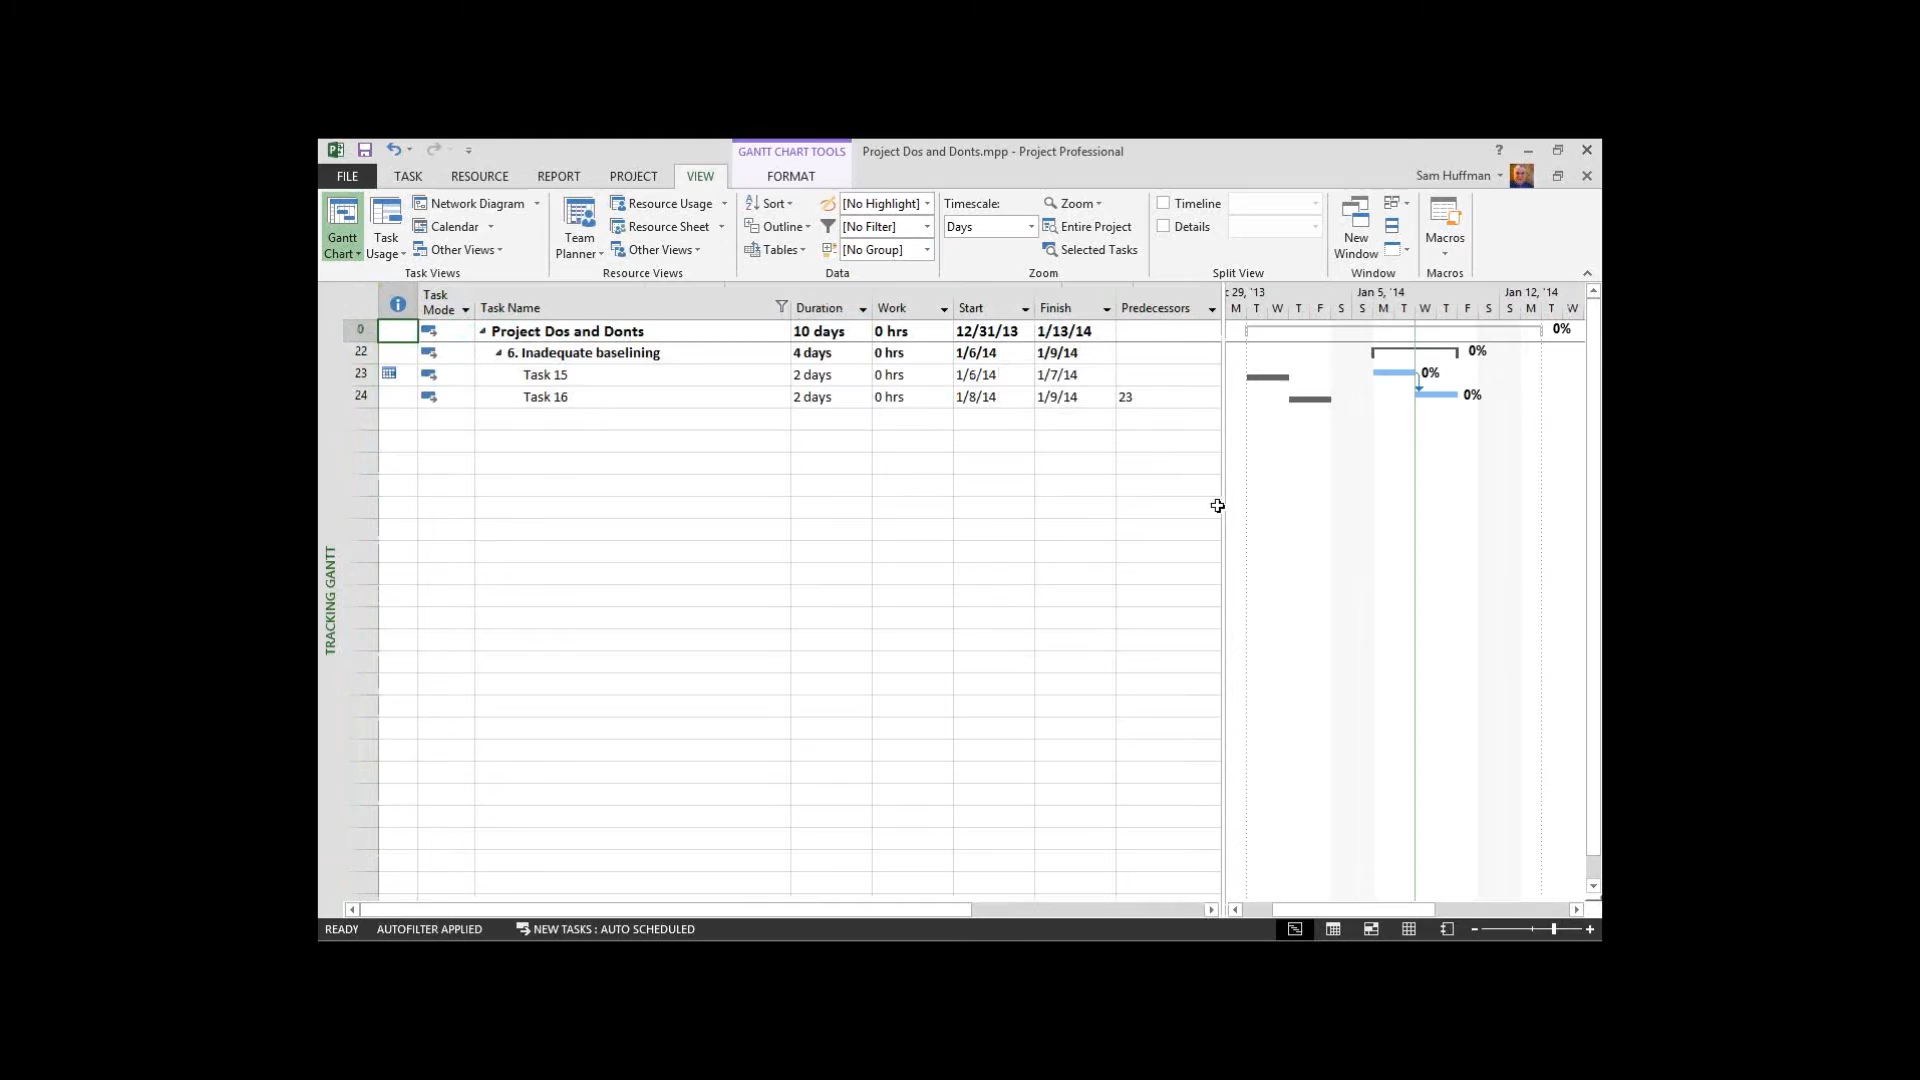 GANTT CHART TOOLS
Project Dos and Donts.mpp - Project Professional
FILE TASK RESOURCE REPORT PROJECT VIEW FORMAT Sam Huffman
Gantt Chart
Task Usage
Network Diagram
Calendar
Other Views
Task Views
Team Planner
Resource Usage
Resource Sheet
Other Views
Resource Views
Sort
Outline
Tables
[No Highlight]
[No Filter]
[No Group]
Data
Timescale:
Days
Zoom
Entire Project
Selected Tasks
Zoom
Timeline
Details
Split View
New Window
Window
Macros
Macros
Task Mode Task Name Duration Work Start Finish Predecessors
0 Project Dos and Donts 10 days 0 hrs 12/31/13 1/13/14
22 6. Inadequate baselining 4 days 0 hrs 1/6/14 1/9/14
23 Task 15 2 days 0 hrs 1/6/14 1/7/14
24 Task 16 2 days 0 hrs 1/8/14 1/9/14 23
29, '13 Jan 5, '14 Jan 12, '14
M T W T F S S M T W T F S S M T W
0%
0%
0%
0%
TRACKING GANTT
READY AUTOFILTER APPLIED NEW TASKS : AUTO SCHEDULED